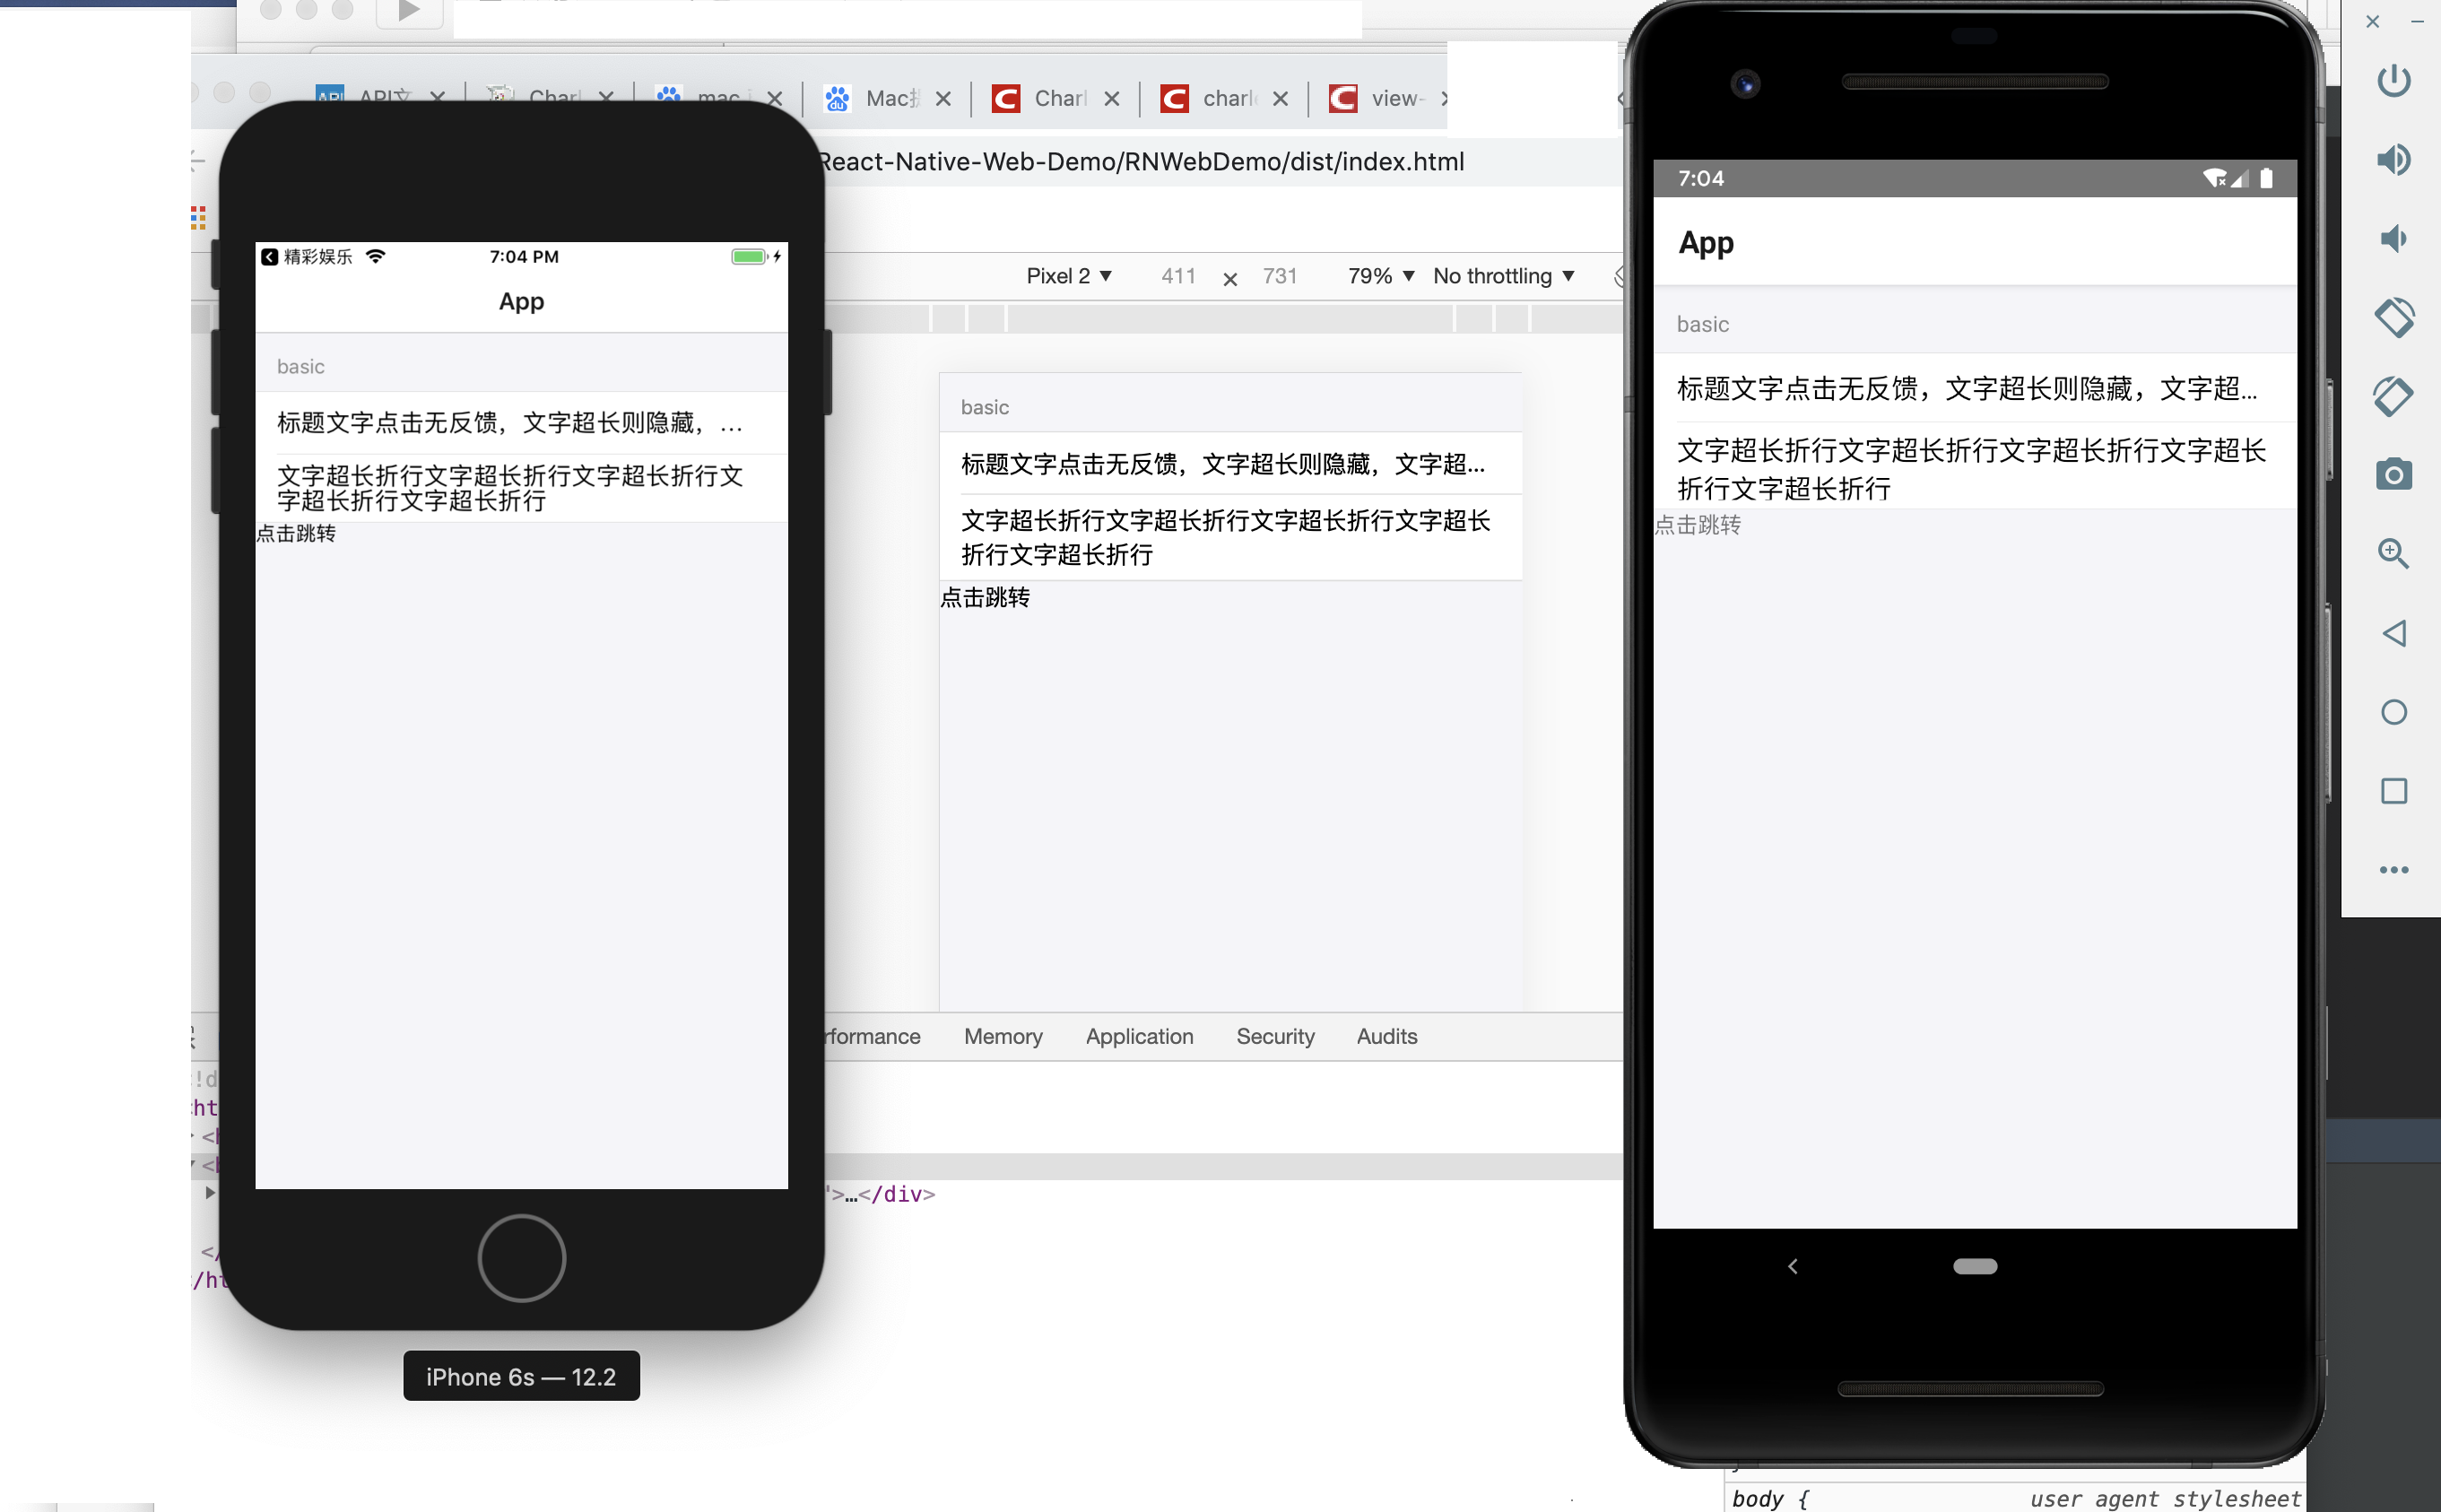 API文
Charl
mac i
Mac
Charl
charl
view-
React-Native-Web-Demo/RNWebDemo/dist/index.html
Pixel 2 411 × 731 79% No throttling
精彩娱乐 7:04 PM
App
basic
标题文字点击无反馈，文字超长则隐藏，...
文字超长折行文字超长折行文字超长折行文
字超长折行文字超长折行
点击跳转
iPhone 6s — 12.2
basic
标题文字点击无反馈，文字超长则隐藏，文字超...
文字超长折行文字超长折行文字超长折行文字超长
折行文字超长折行
点击跳转
rformance Memory Application Security Audits
<!d
<ht
<h
<b
">…</div>
</
</ht
7:04
App
basic
标题文字点击无反馈，文字超长则隐藏，文字超...
文字超长折行文字超长折行文字超长折行文字超长
折行文字超长折行
点击跳转
body { user agent stylesheet